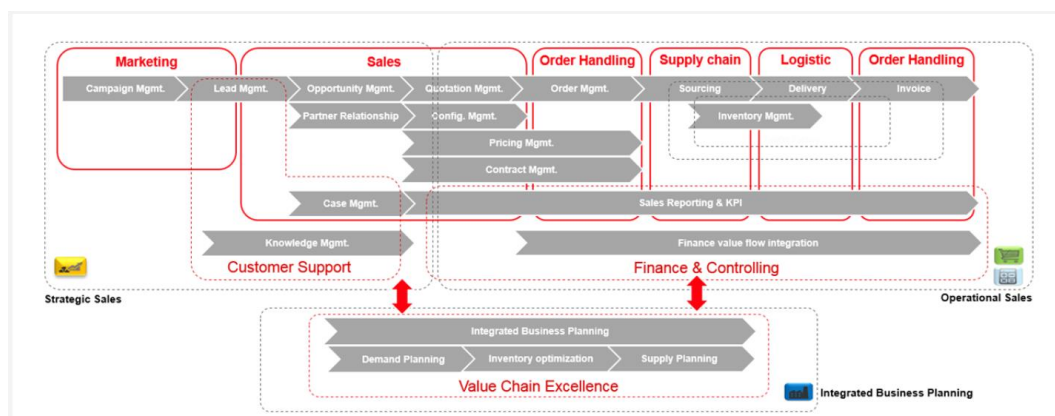 Marketing
Sales
Order Handling
Supply chain
Logistic
Order Handling
Campaign Mgmt.
Lead Mgmt.
Opportunity Mgmt.
Quotation Mgmt.
Order Mgmt.
Sourcing
Delivery
Invoice
Partner Relationship
Config. Mgmt.
Inventory Mgmt.
Pricing Mgmt.
Contract Mgmt.
Case Mgmt.
Sales Reporting & KPI
Knowledge Mgmt.
Finance value flow integration
Customer Support
Finance & Controlling
Strategic Sales
Operational Sales
Integrated Business Planning
Demand Planning
Inventory optimization
Supply Planning
Value Chain Excellence
Integrated Business Planning